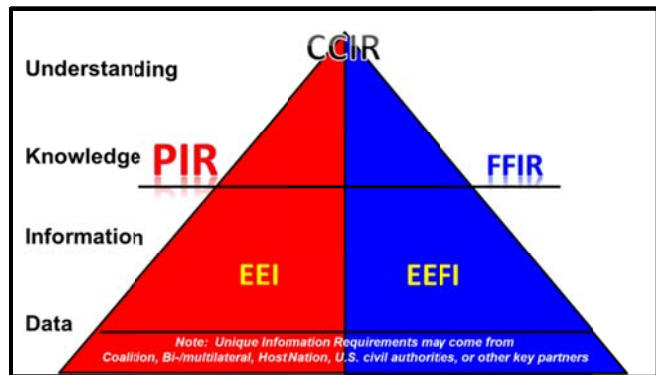 CCIR
Understanding
Knowledge PIR FFIR
Information
EEI EEFI
Data
Note: Unique Information Requirements may come from
Coalition, Bi-/multilateral, HostNation, U.S. civil authorities, or other key partners